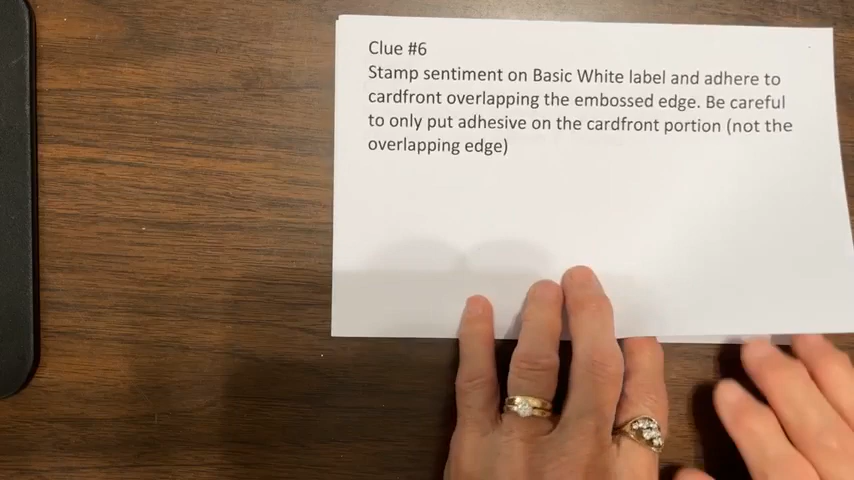 Clue #6
Stamp sentiment on Basic White label and adhere to
cardfront overlapping the embossed edge. Be careful
to only put adhesive on the cardfront portion (not the
overlapping edge)